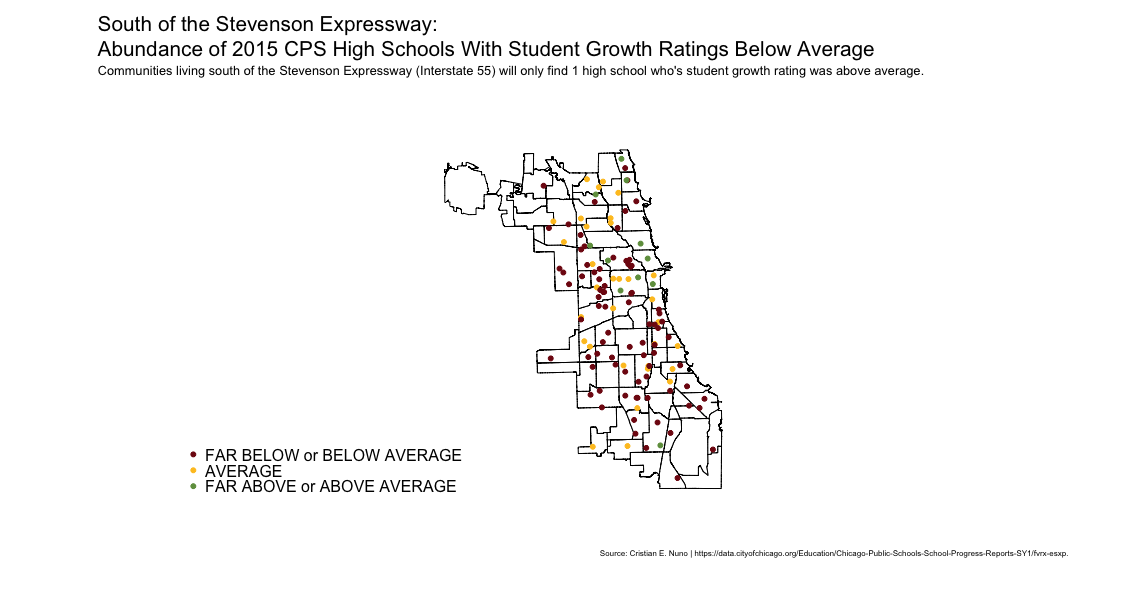 South of the Stevenson Expressway:
Abundance of 2015 CPS High Schools With Student Growth Ratings Below Average
Communities living south of the Stevenson Expressway (Interstate 55) will only find 1 high school who's student growth rating was above average.
FAR BELOW or BELOW AVERAGE
AVERAGE
FAR ABOVE or ABOVE AVERAGE
Source: Cristian E. Nuno | https://data.cityofchicago.org/Education/Chicago-Public-Schools-School-Progress-Reports-SY1/fvrx-esxp.